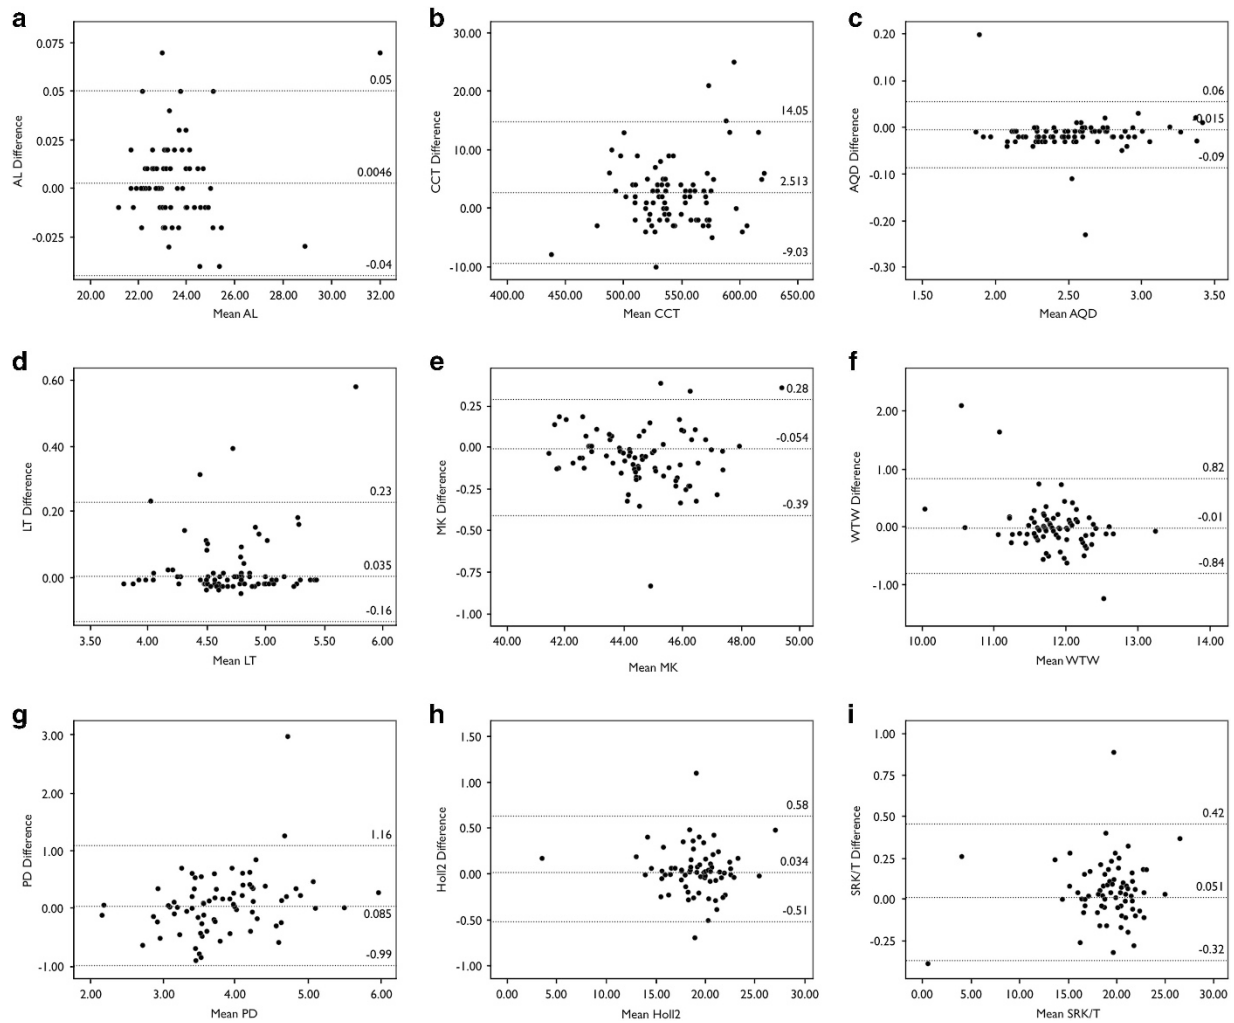 a
0.075
0.05
0.025
0.00
-0.025
AL Difference
0.05
0.0046
-0.04
20.00 22.00 24.00 26.00 28.00 30.00 32.00
Mean AL
b
30.00
20.00
10.00
0.00
-10.00
CCT Difference
14.05
2.513
-9.03
400.00 450.00 500.00 550.00 600.00 650.00
Mean CCT
c
0.20
0.10
0.00
-0.10
-0.20
-0.30
AQD Difference
0.06
0.015
-0.09
1.50 2.00 2.50 3.00 3.50
Mean AQD
d
0.60
0.40
0.20
0.00
LT Difference
0.23
0.035
-0.16
3.50 4.00 4.50 5.00 5.50 6.00
Mean LT
e
0.25
0.00
-0.25
-0.50
-0.75
-1.00
MK Difference
0.28
-0.054
-0.39
40.00 42.00 44.00 46.00 48.00 50.00
Mean MK
f
2.00
1.00
0.00
-1.00
WTW Difference
0.82
-0.01
-0.84
10.00 11.00 12.00 13.00 14.00
Mean WTW
g
3.00
2.00
1.00
0.00
-1.00
PD Difference
1.16
0.085
-0.99
2.00 3.00 4.00 5.00 6.00
Mean PD
h
1.50
1.00
0.50
0.00
-0.50
-1.00
Holl2 Difference
0.58
0.034
-0.51
0.00 5.00 10.00 15.00 20.00 25.00 30.00
Mean Holl2
i
1.00
0.75
0.50
0.25
0.00
-0.25
SRK/T Difference
0.42
0.051
-0.32
0.00 5.00 10.00 15.00 20.00 25.00 30.00
Mean SRK/T